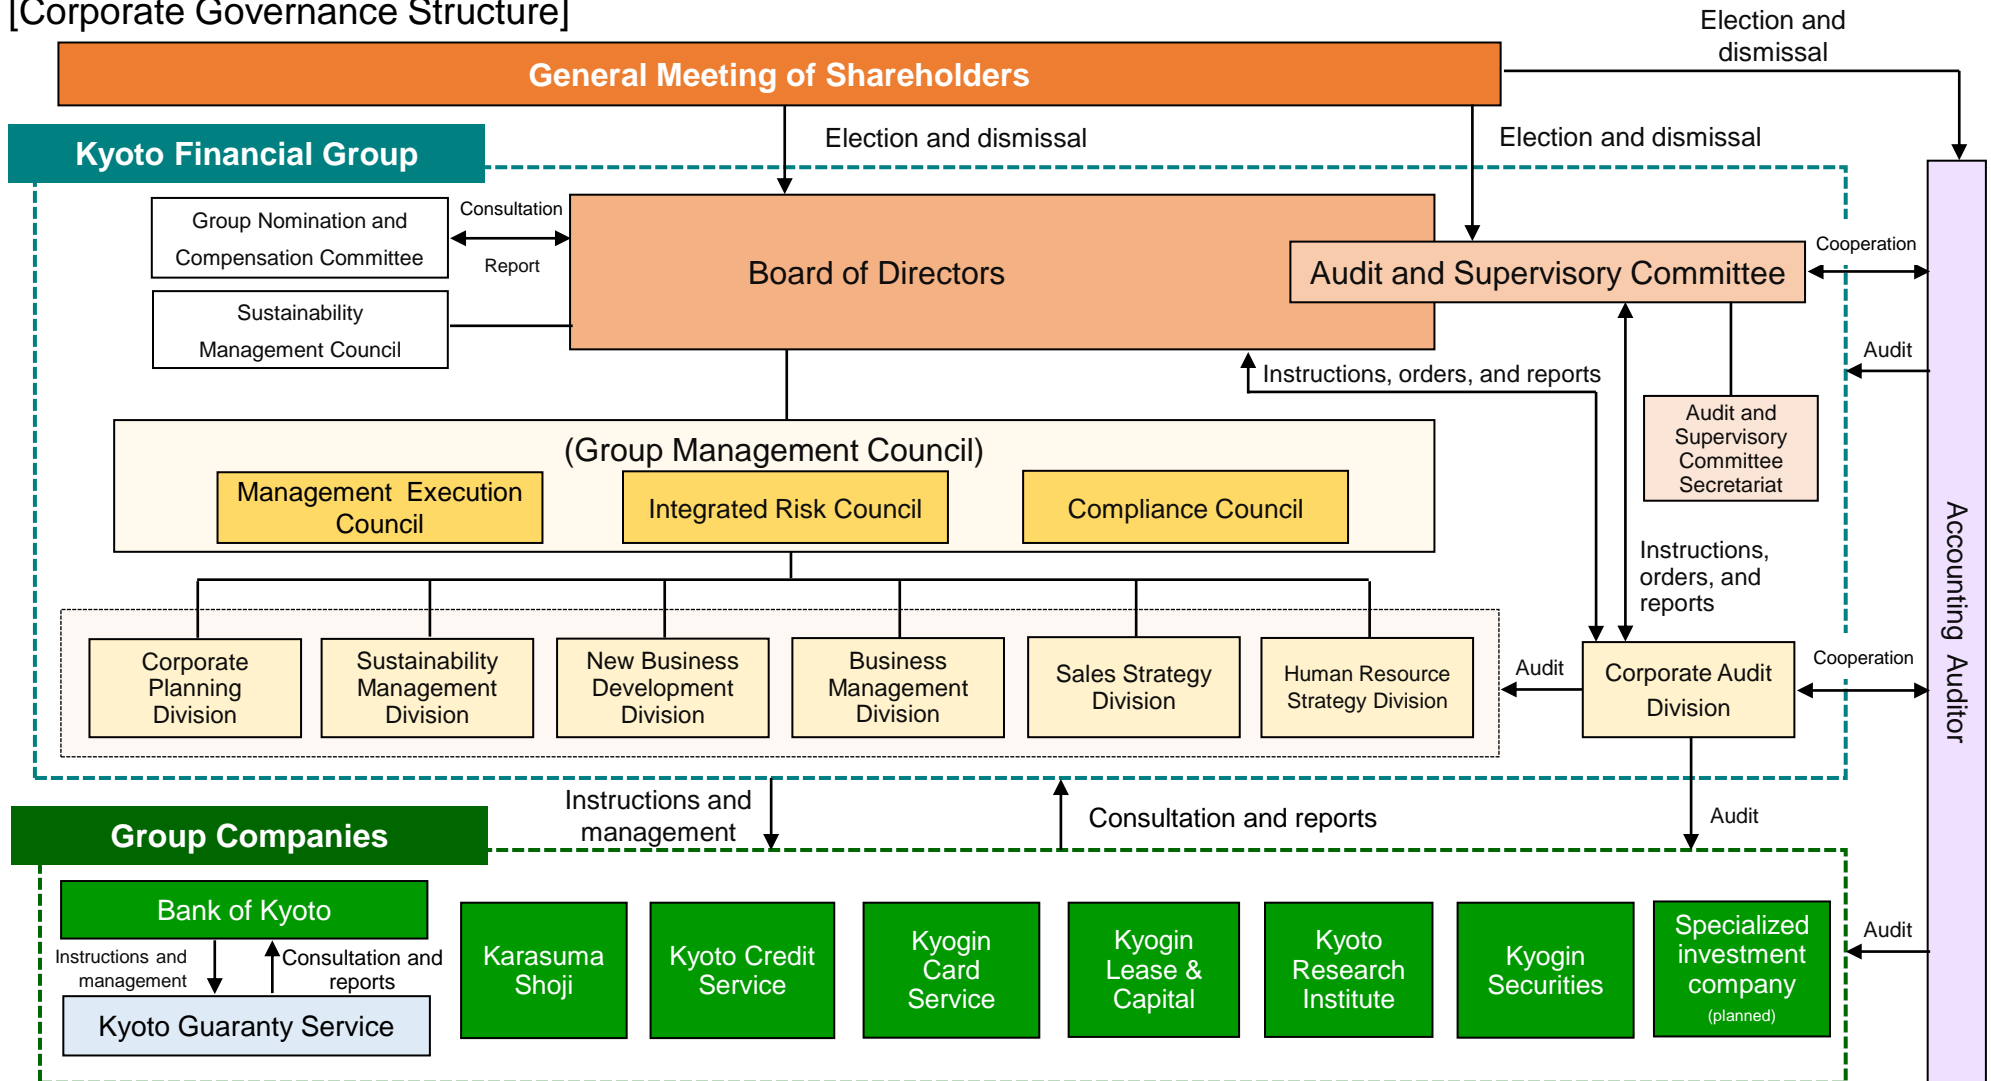 [Corporate Governance Structure]
Election and
dismissal
General Meeting of Shareholders
Election and dismissal
Election and dismissal
Kyoto Financial Group
Group Nomination and
Compensation Committee
Consultation
Report
Sustainability
Management Council
Board of Directors
Audit and Supervisory Committee
Cooperation
Audit
Instructions, orders, and reports
Audit and
Supervisory
Committee
Secretariat
(Group Management Council)
Management Execution
Council
Integrated Risk Council
Compliance Council
Instructions,
orders, and
reports
Accounting Auditor
Corporate
Planning
Division
Sustainability
Management
Division
New Business
Development
Division
Business
Management
Division
Sales Strategy
Division
Human Resource
Strategy Division
Audit
Corporate Audit
Division
Cooperation
Instructions and
management
Consultation and reports
Audit
Group Companies
Bank of Kyoto
Instructions and
management
Consultation and
reports
Kyoto Guaranty Service
Karasuma
Shoji
Kyoto Credit
Service
Kyogin
Card
Service
Kyogin
Lease &
Capital
Kyoto
Research
Institute
Kyogin
Securities
Specialized
investment
company
(planned)
Audit